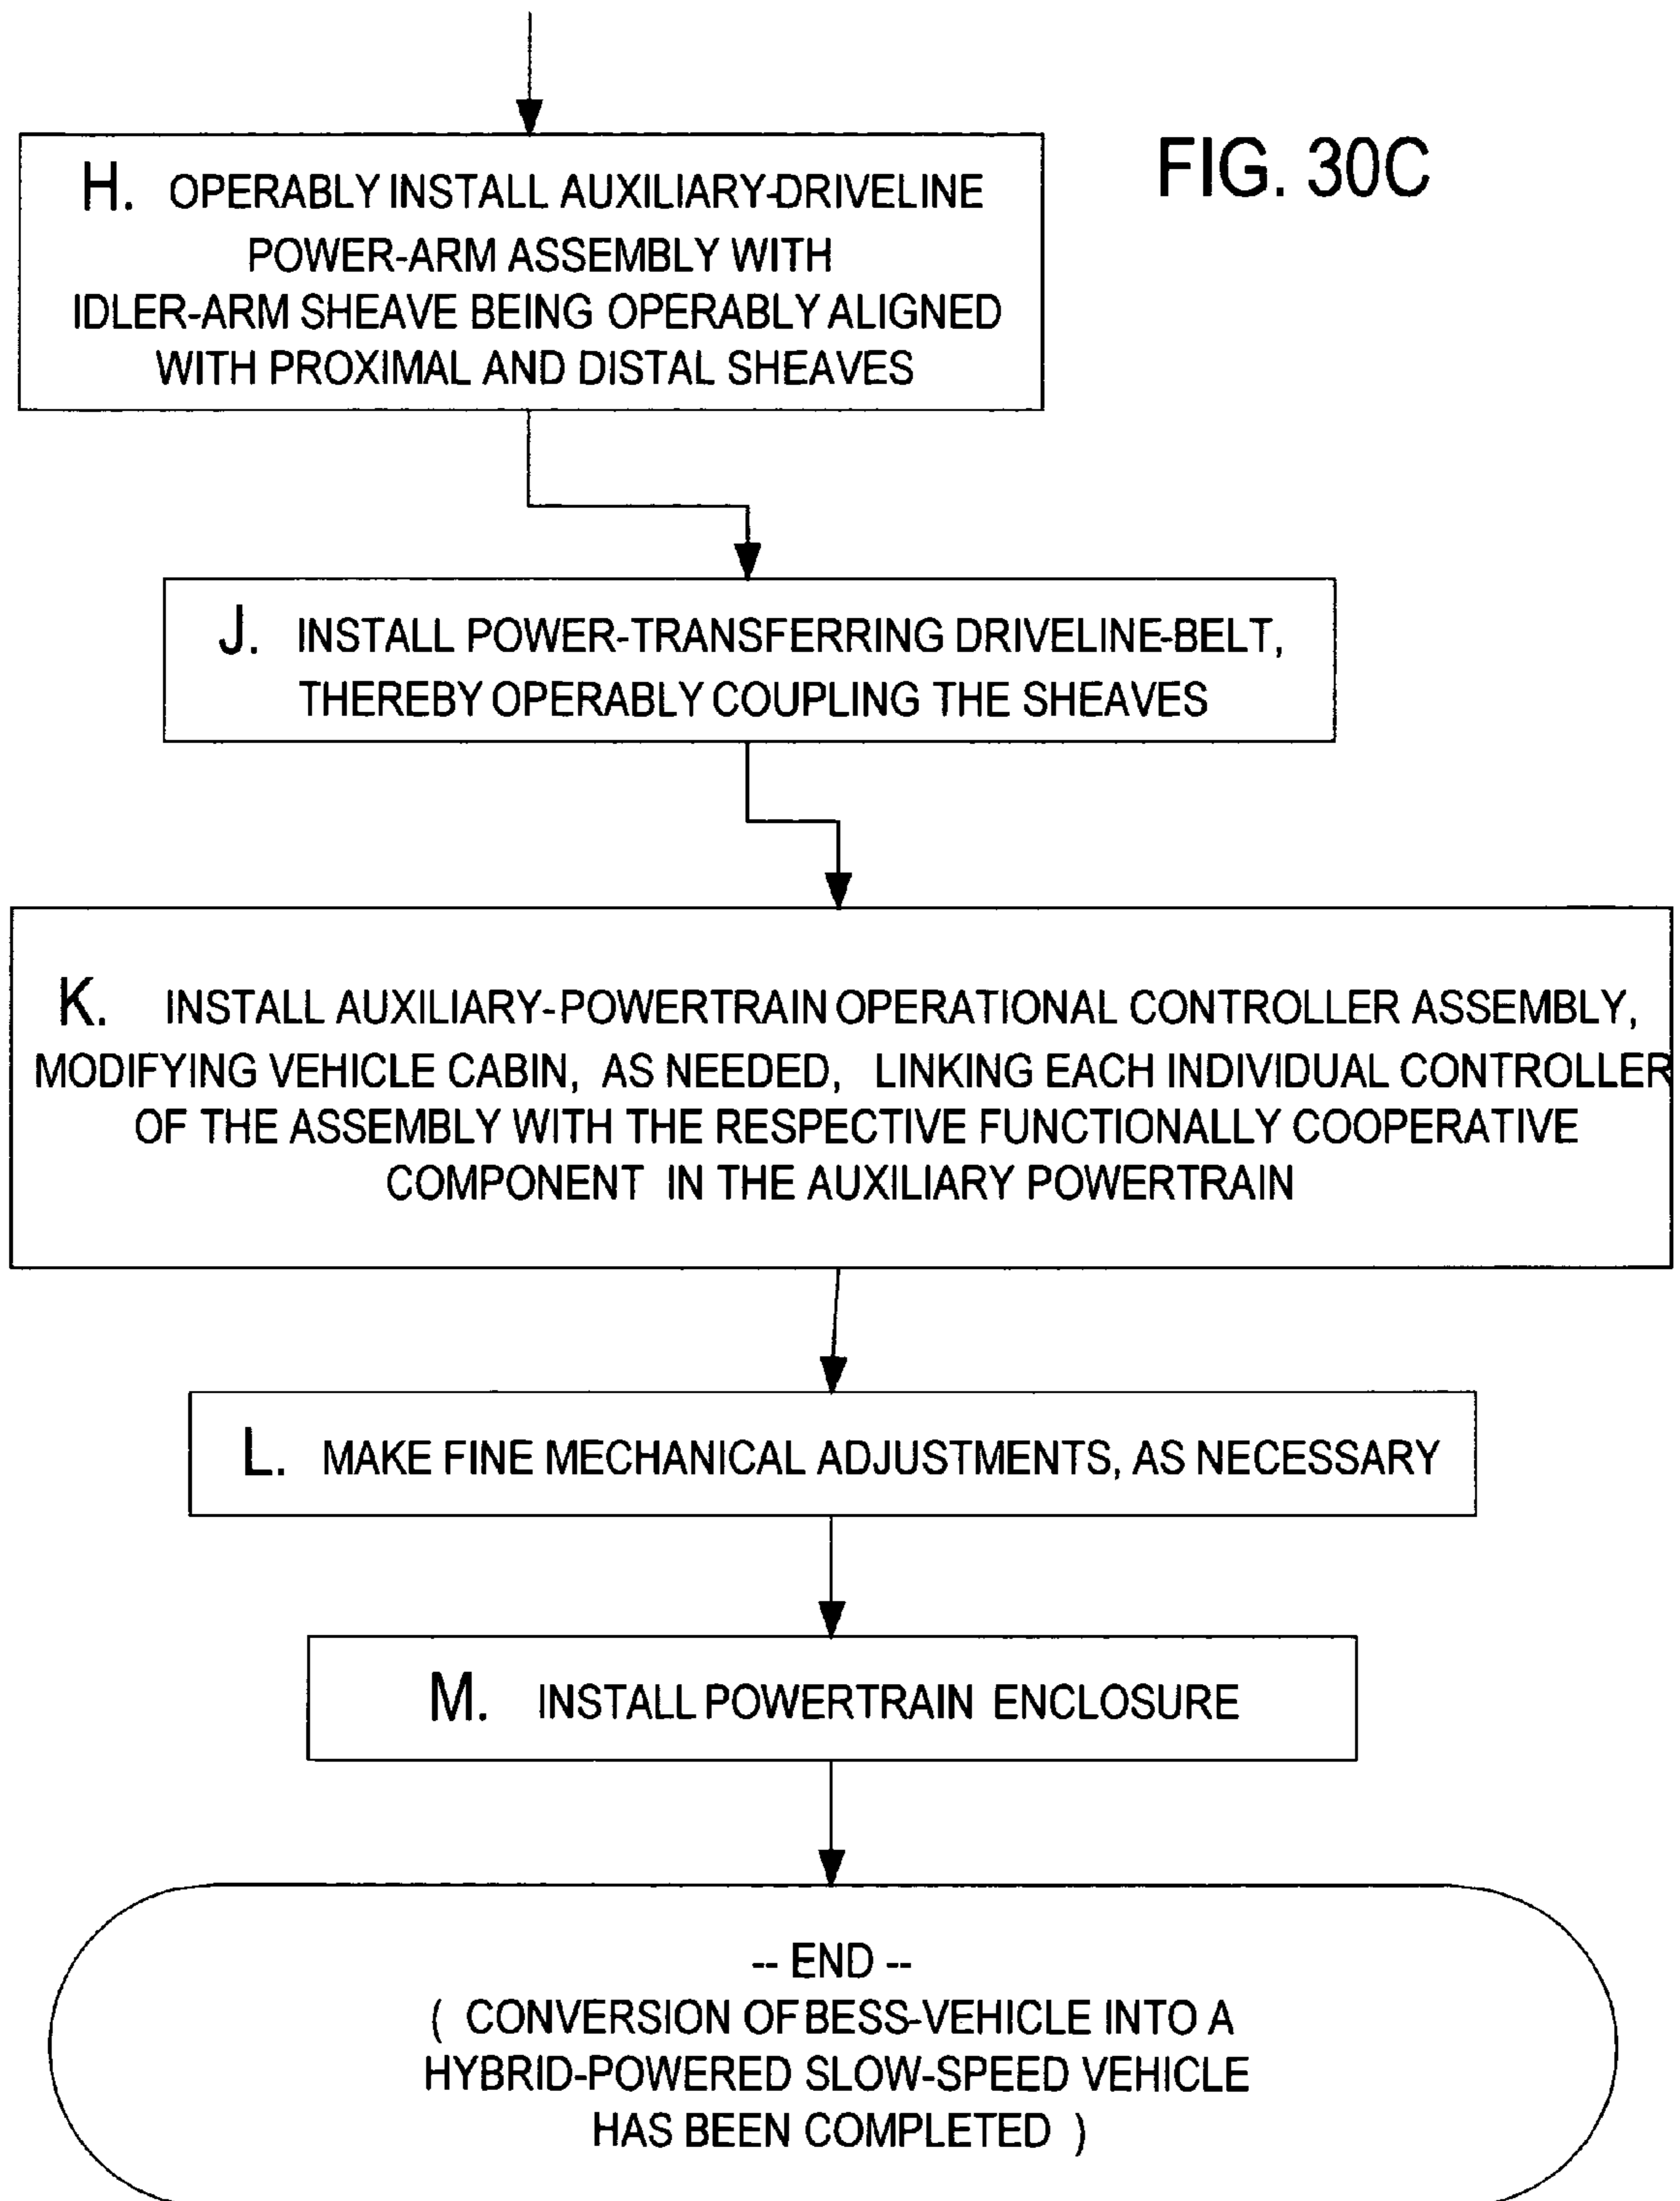 FIG. 30C
H. OPERABLY INSTALL AUXILIARY-DRIVELINE
POWER-ARM ASSEMBLY WITH
IDLER-ARM SHEAVE BEING OPERABLY ALIGNED
WITH PROXIMAL AND DISTAL SHEAVES
J. INSTALL POWER-TRANSFERRING DRIVELINE-BELT,
THEREBY OPERABLY COUPLING THE SHEAVES
K. INSTALL AUXILIARY-POWERTRAIN OPERATIONAL CONTROLLER ASSEMBLY,
MODIFYING VEHICLE CABIN, AS NEEDED, LINKING EACH INDIVIDUAL CONTROLLER
OF THE ASSEMBLY WITH THE RESPECTIVE FUNCTIONALLY COOPERATIVE
COMPONENT IN THE AUXILIARY POWERTRAIN
L. MAKE FINE MECHANICAL ADJUSTMENTS, AS NECESSARY
M. INSTALL POWERTRAIN ENCLOSURE
-- END --
( CONVERSION OF BESS-VEHICLE INTO A
HYBRID-POWERED SLOW-SPEED VEHICLE
HAS BEEN COMPLETED )